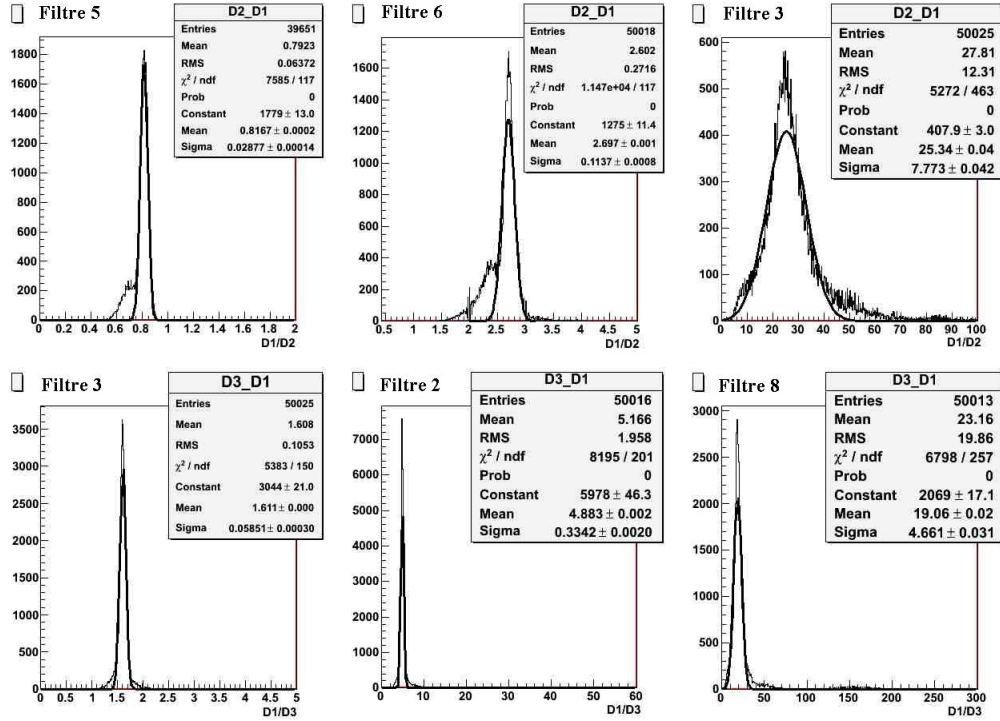 Filtre 5
D2_D1
Entries 39651
Mean 0.7923
RMS 0.06372
χ² / ndf 7585 / 117
Prob 0
Constant 1779 ± 13.0
Mean 0.8167 ± 0.0002
Sigma 0.02877 ± 0.00014
1800
1600
1400
1200
1000
800
600
400
200
0
0 0.2 0.4 0.6 0.8 1 1.2 1.4 1.6 1.8 2
D1/D2
Filtre 6
D2_D1
Entries 50018
Mean 2.602
RMS 0.2716
χ² / ndf 1.147e+04 / 117
Prob 0
Constant 1275 ± 11.4
Mean 2.697 ± 0.001
Sigma 0.1137 ± 0.0008
1600
1400
1200
1000
800
600
400
200
0
0.5 1 1.5 2 2.5 3 3.5 4 4.5 5
D1/D2
Filtre 3
D2_D1
Entries 50025
Mean 27.81
RMS 12.31
χ² / ndf 5272 / 463
Prob 0
Constant 407.9 ± 3.0
Mean 25.34 ± 0.04
Sigma 7.773 ± 0.042
600
500
400
300
200
100
0
0 10 20 30 40 50 60 70 80 90 100
D1/D2
Filtre 3
D3_D1
Entries 50025
Mean 1.608
RMS 0.1053
χ² / ndf 5383 / 150
Constant 3044 ± 21.0
Mean 1.611 ± 0.000
Sigma 0.05851 ± 0.00030
3500
3000
2500
2000
1500
1000
500
0
0 0.5 1 1.5 2 2.5 3 3.5 4 4.5 5
D1/D3
Filtre 2
D3_D1
Entries 50016
Mean 5.166
RMS 1.958
χ² / ndf 8195 / 201
Prob 0
Constant 5978 ± 46.3
Mean 4.883 ± 0.002
Sigma 0.3342 ± 0.0020
7000
6000
5000
4000
3000
2000
1000
0
0 10 20 30 40 50 60
D1/D3
Filtre 8
D3_D1
Entries 50013
Mean 23.16
RMS 19.86
χ² / ndf 6798 / 257
Prob 0
Constant 2069 ± 17.1
Mean 19.06 ± 0.02
Sigma 4.661 ± 0.031
3000
2500
2000
1500
1000
500
0
0 50 100 150 200 250 300
D1/D3